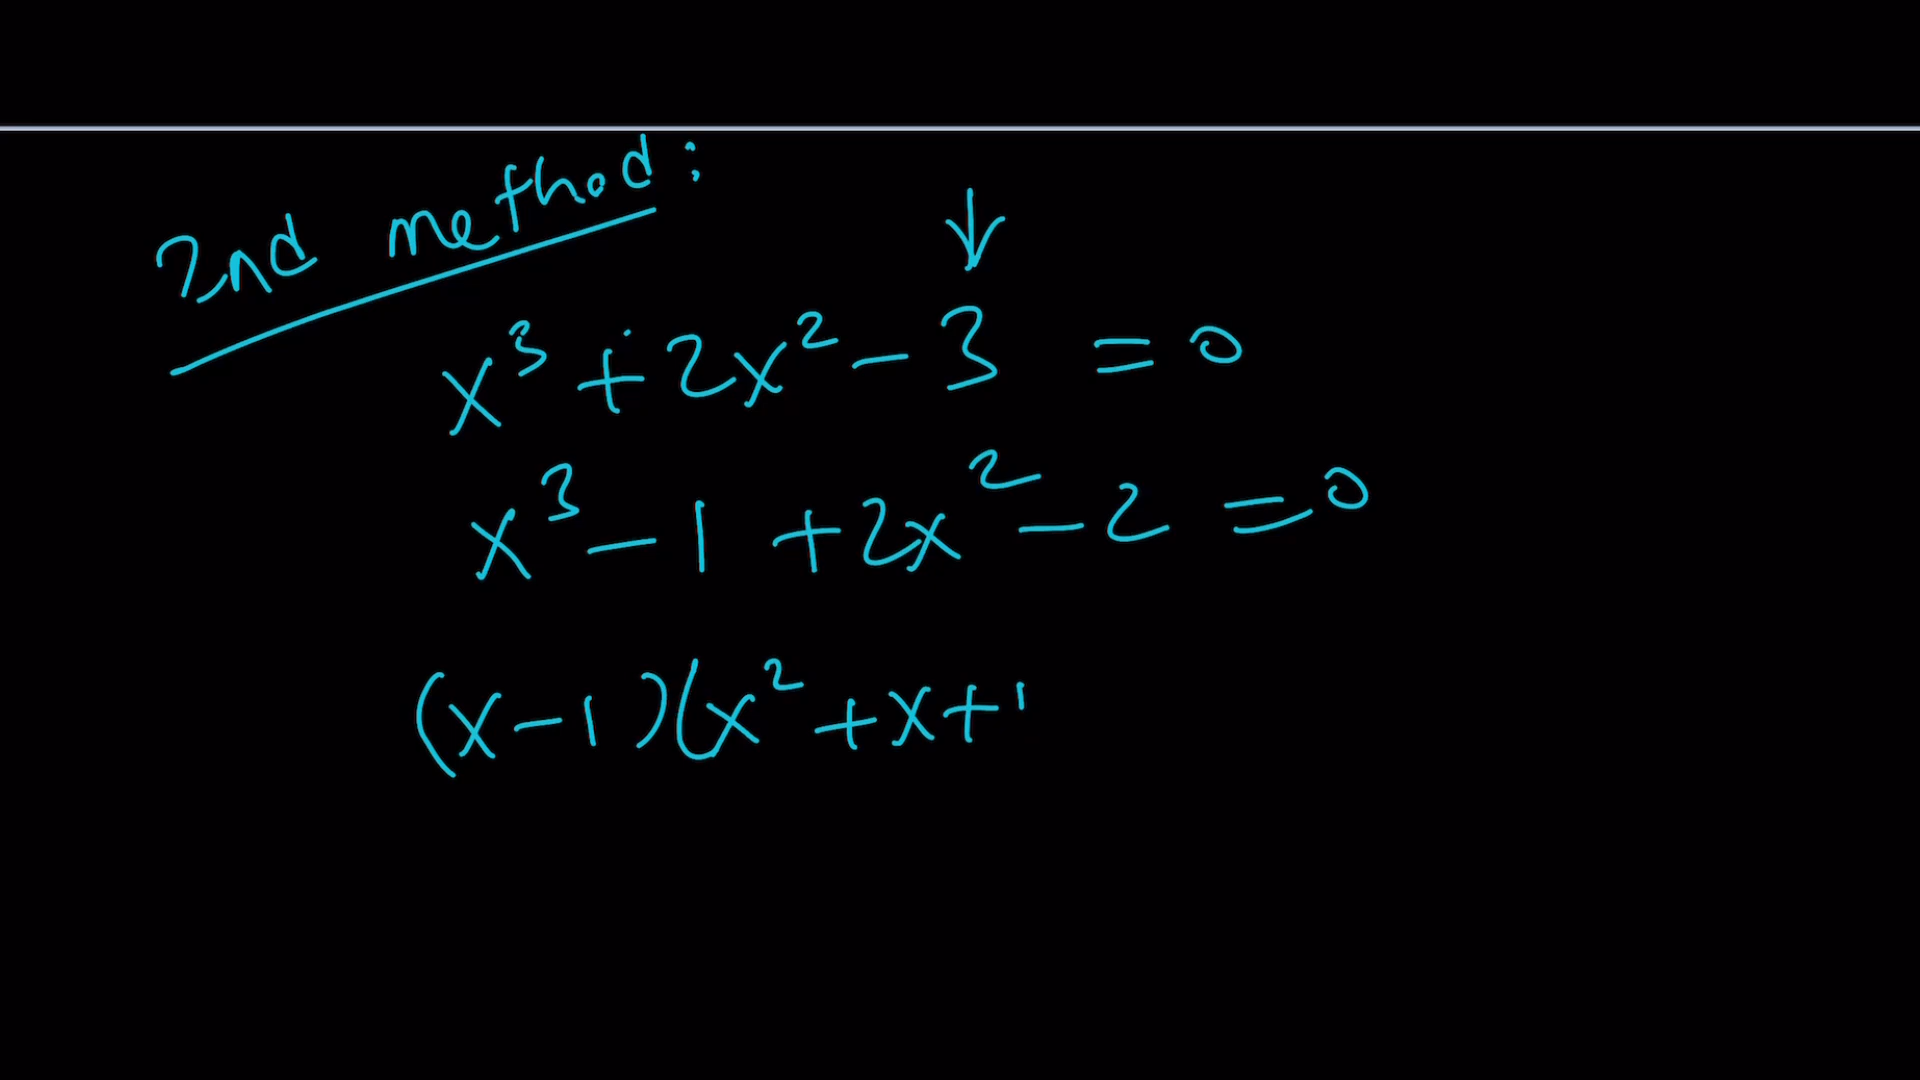 2nd method:
x³ + 2x² - 3 = 0
x³ - 1 + 2x² - 2 = 0
(x-1)(x² + x + 1